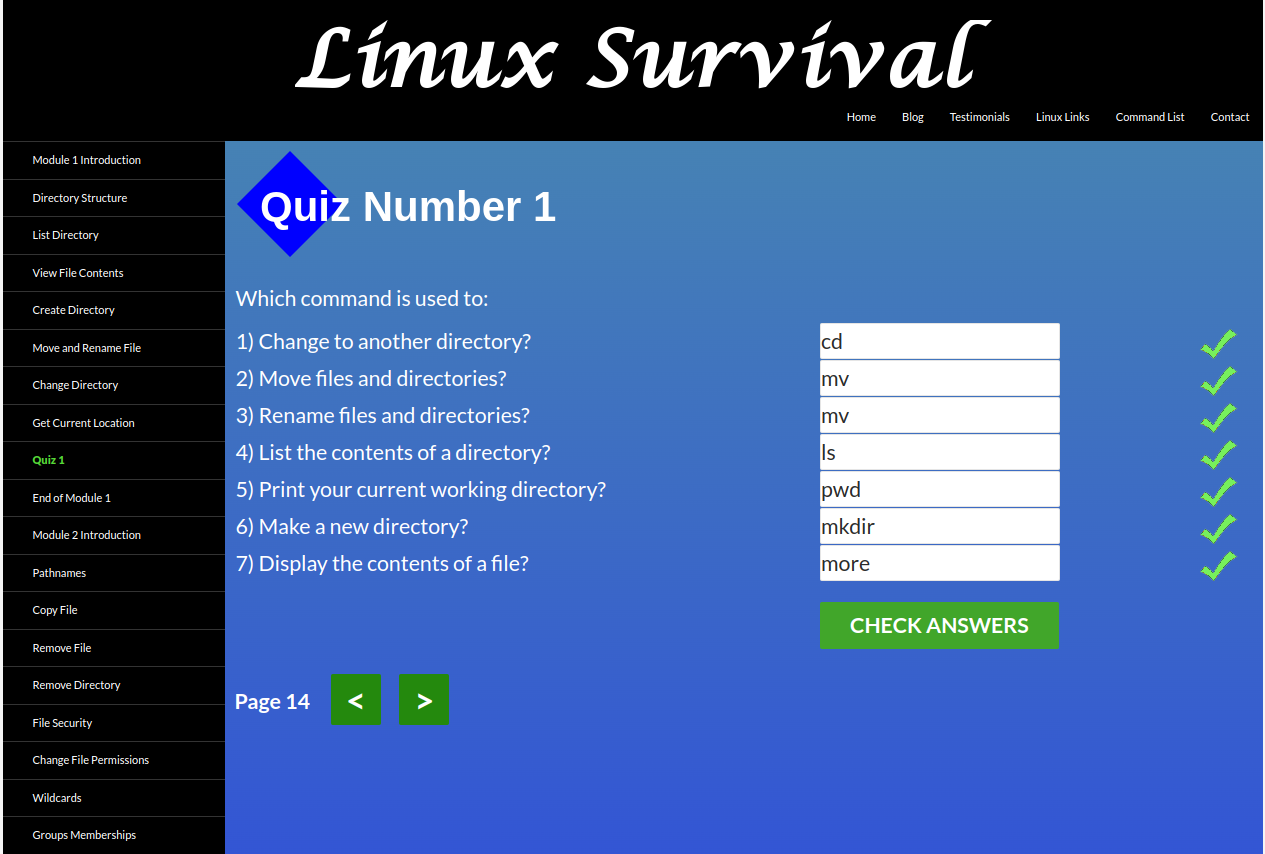 Linux Survival
Home Blog Testimonials Linux Links Command List Contact
Module 1 Introduction
Directory Structure
List Directory
View File Contents
Create Directory
Move and Rename File
Change Directory
Get Current Location
Quiz 1
End of Module 1
Module 2 Introduction
Pathnames
Copy File
Remove File
Remove Directory
File Security
Change File Permissions
Wildcards
Groups Memberships
Quiz Number 1
Which command is used to:
1) Change to another directory? cd
2) Move files and directories? mv
3) Rename files and directories? mv
4) List the contents of a directory? ls
5) Print your current working directory? pwd
6) Make a new directory? mkdir
7) Display the contents of a file? more
CHECK ANSWERS
Page 14 < >